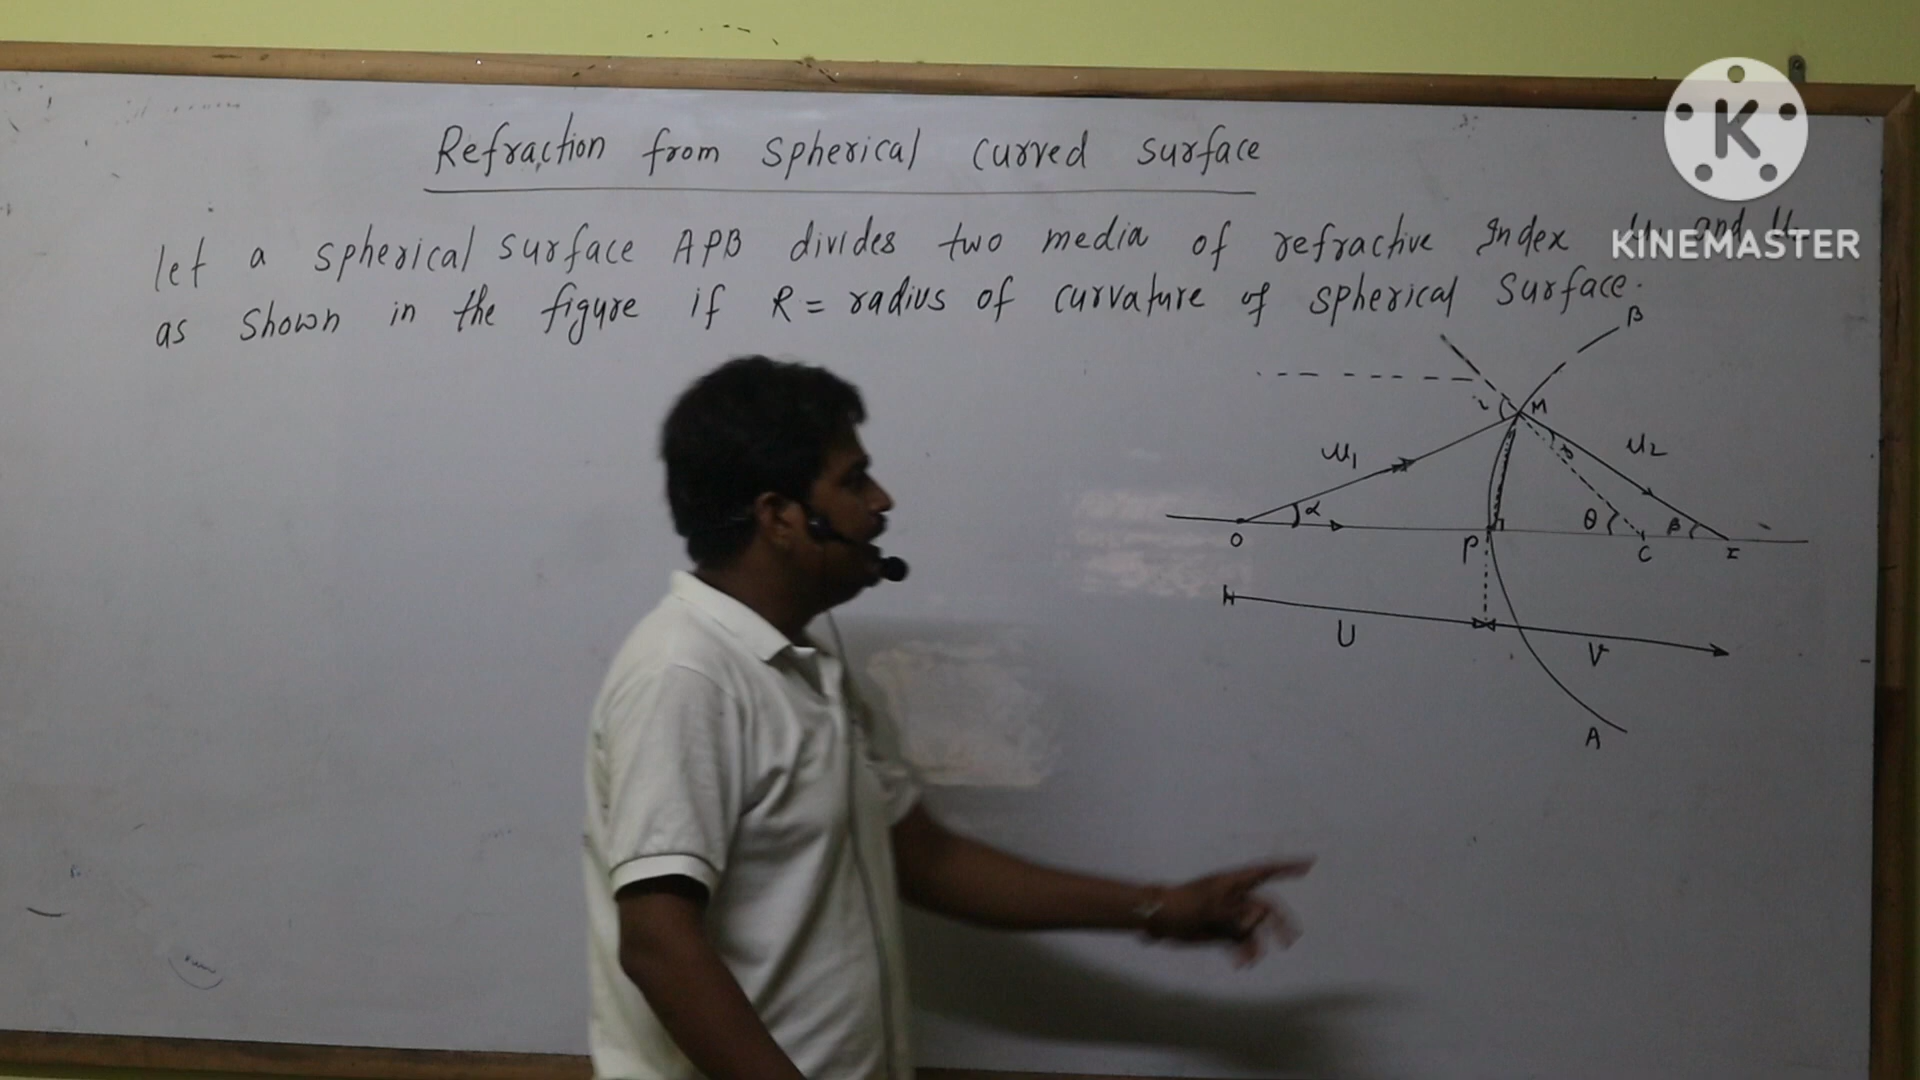 Refraction from spherical curved surface
let a spherical surface APB divides two media of refractive Index and
as shown in the figure if R = radius of curvature of spherical surface.
K
KINEMASTER
B
i M
μ1 μ2
r
α θ β
O P C I
U V
A